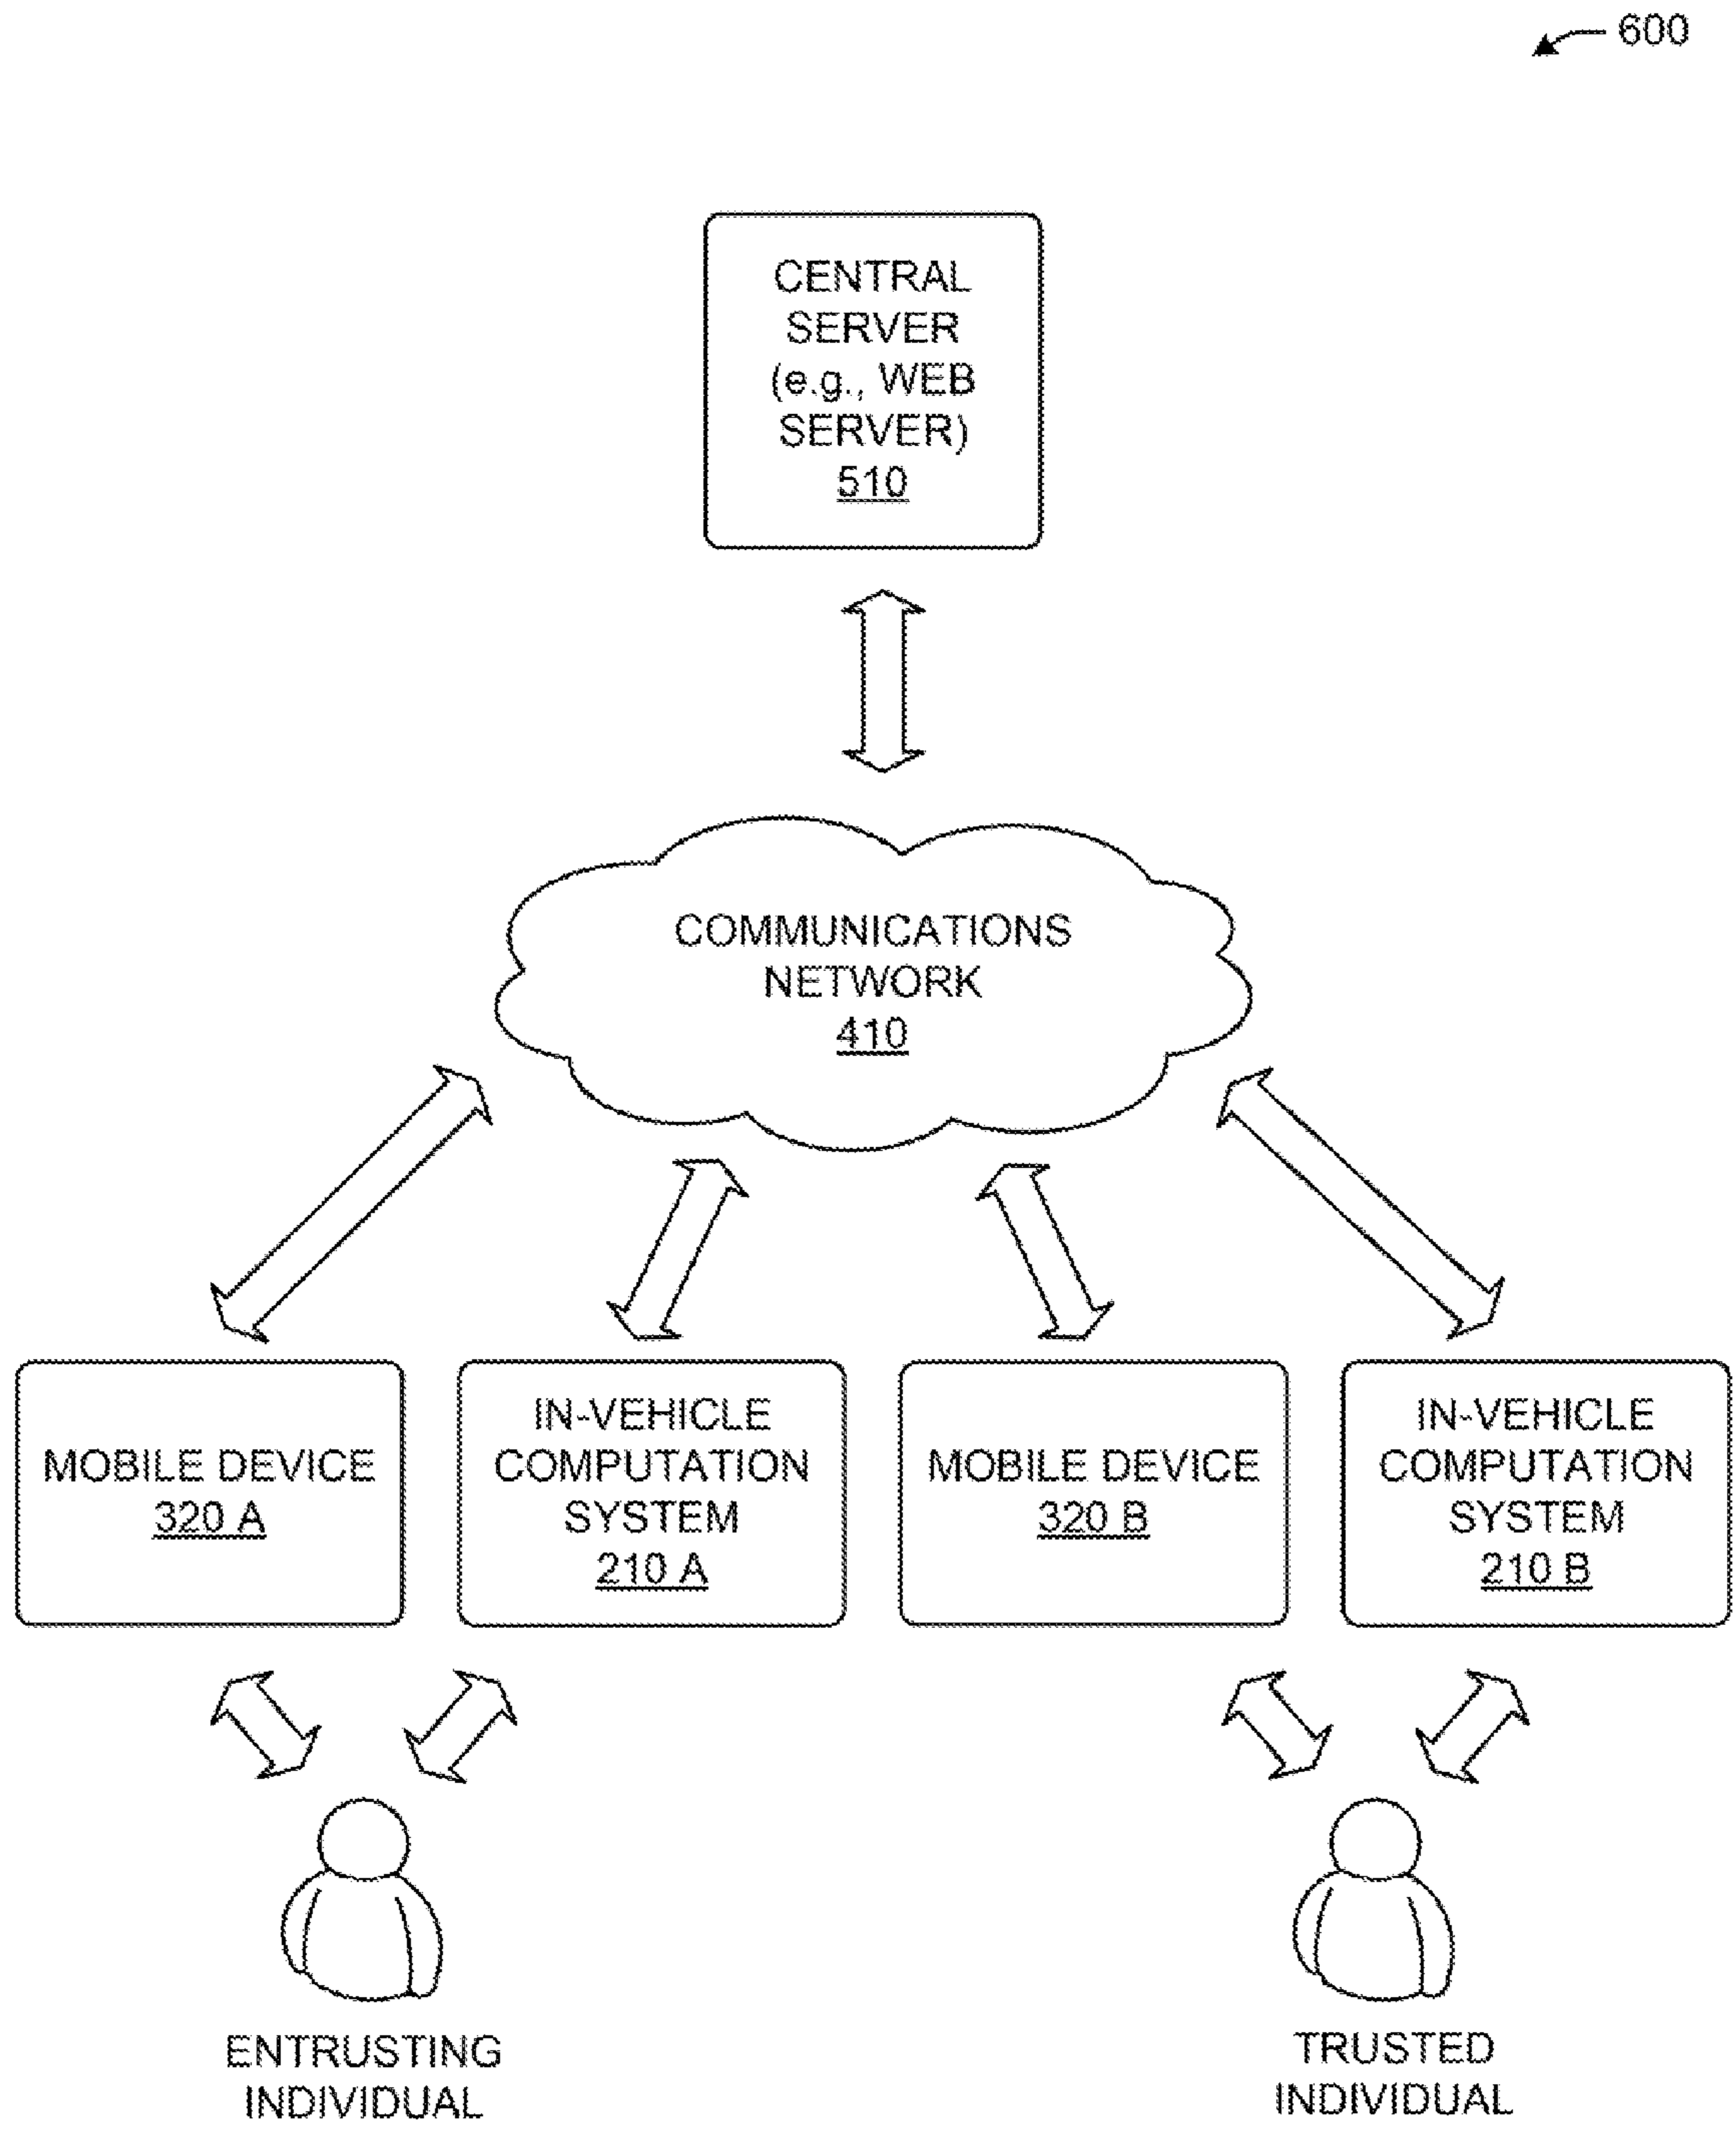 600
CENTRAL
SERVER
(e.g., WEB
SERVER)
510
COMMUNICATIONS
NETWORK
410
MOBILE DEVICE
320 A
IN-VEHICLE
COMPUTATION
SYSTEM
210 A
MOBILE DEVICE
320 B
IN-VEHICLE
COMPUTATION
SYSTEM
210 B
ENTRUSTING
INDIVIDUAL
TRUSTED
INDIVIDUAL